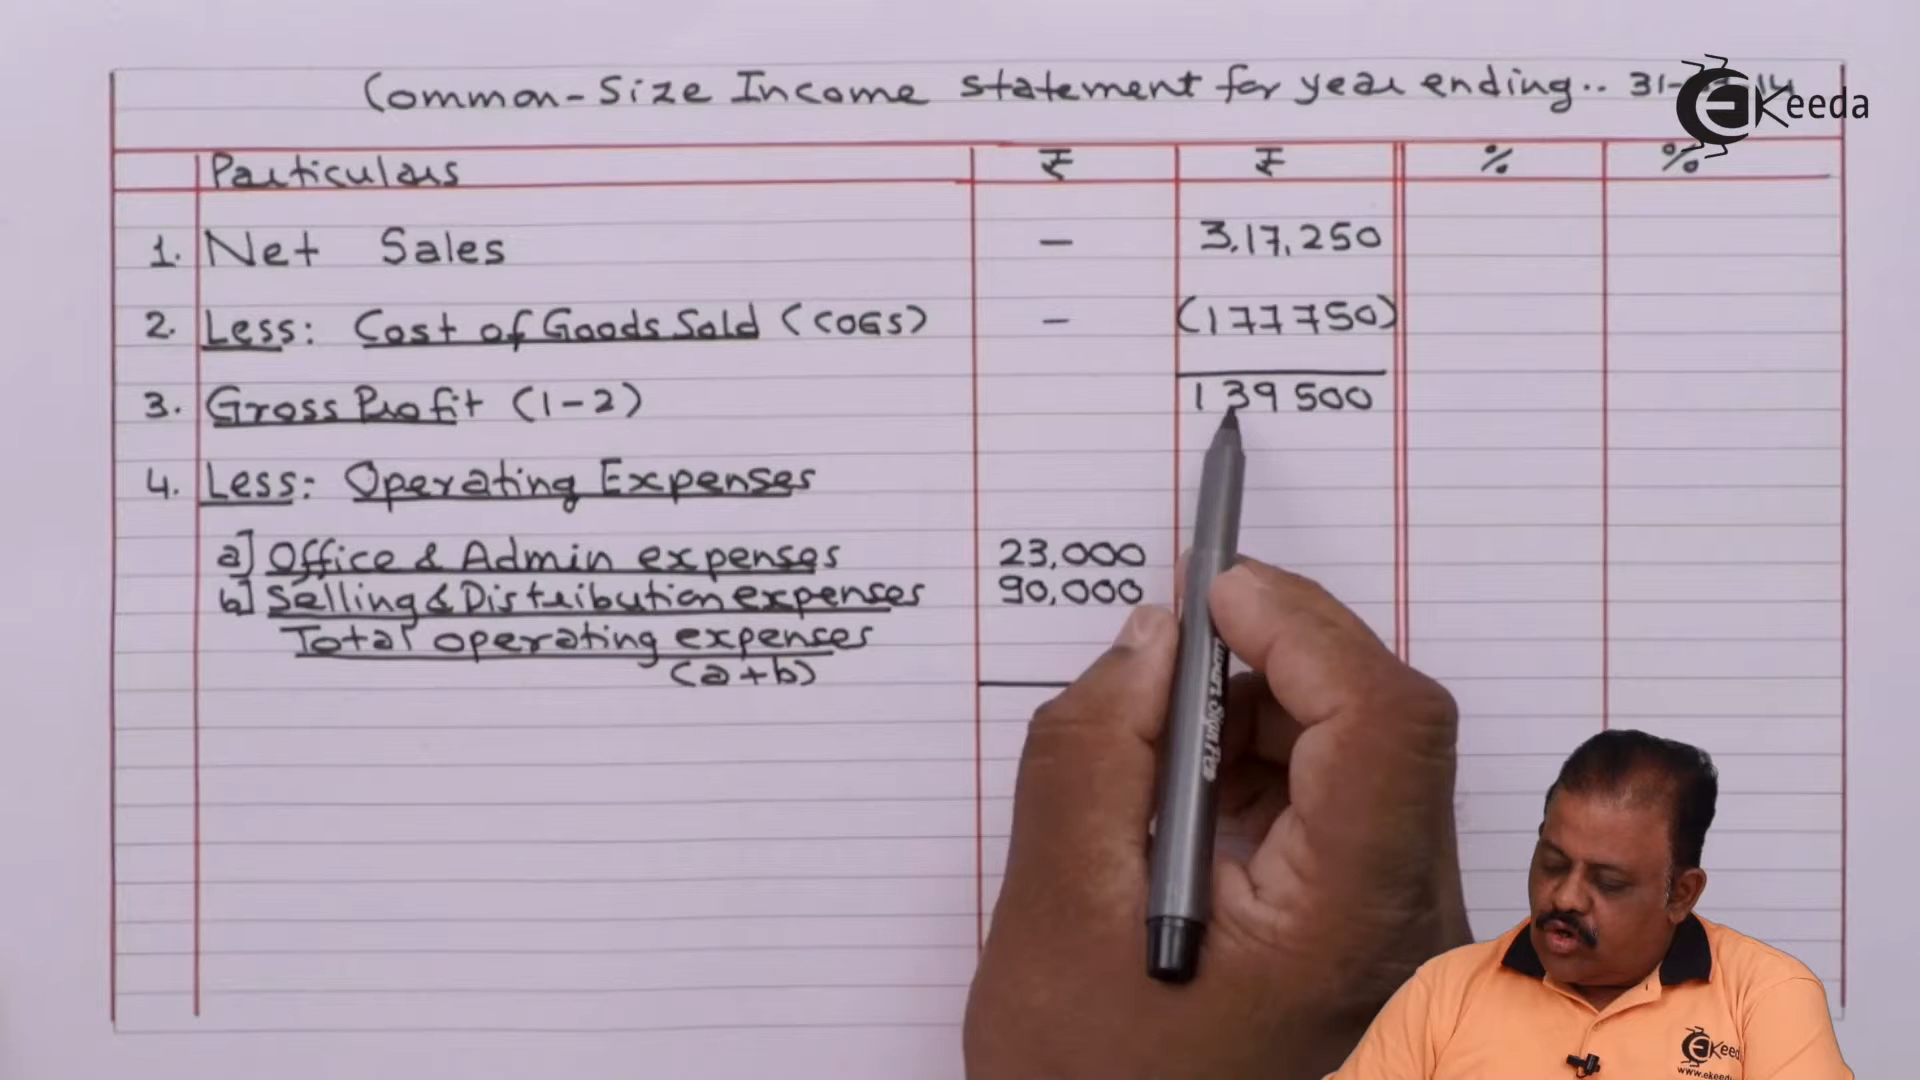 Common-Size Income statement for year ending.. 31-
EKeeda
Particulars ₹ ₹ % %
1. Net Sales — 3,17,250
2. Less: Cost of Goods Sold (COGS) — (177750)
3. Gross Profit (1-2) 139500
4. Less: Operating Expenses
a] Office & Admin expenses 23,000
b] Selling & Distribution expenses 90,000
Total operating expenses
(a+b)